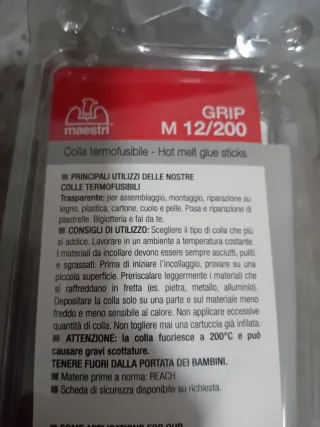 maestri
GRIP
M 12/200
Colla termofusibile - Hot melt glue sticks
■ PRINCIPALI UTILIZZI DELLE NOSTRE
COLLE TERMOFUSIBILI
Trasparente: per assemblaggio, montaggio, riparazione su
legno, plastica, cartone, cuoio e pelle. Posa e riparazione di
piastrelle. Bigiotteria e fai da te.
■ CONSIGLI DI UTILIZZO: Scegliere il tipo di colla che più
si addice. Lavorare in un ambiente a temperatura costante.
I materiali da incollare devono essere sempre asciutti, puliti,
e sgrassati. Prima di iniziare l'incollaggio, provare su una
piccola superficie. Preriscalare leggermente i materiali che
si raffreddano in fretta (es. pietra, metallo, alluminio).
Depositare la colla solo su una parte e sul materiale meno
freddo e meno sensibile al calore. Non applicare eccessive
quantità di colla. Non togliere mai una cartuccia già infilata.
■ ATTENZIONE: la colla fuoriesce a 200°C e può
causare gravi scottature.
TENERE FUORI DALLA PORTATA DEI BAMBINI.
■ Materie prime a norma: REACH
■ Scheda di sicurezza disponibile su richiesta.
■ SOME APPLICATIONS FOR OUR